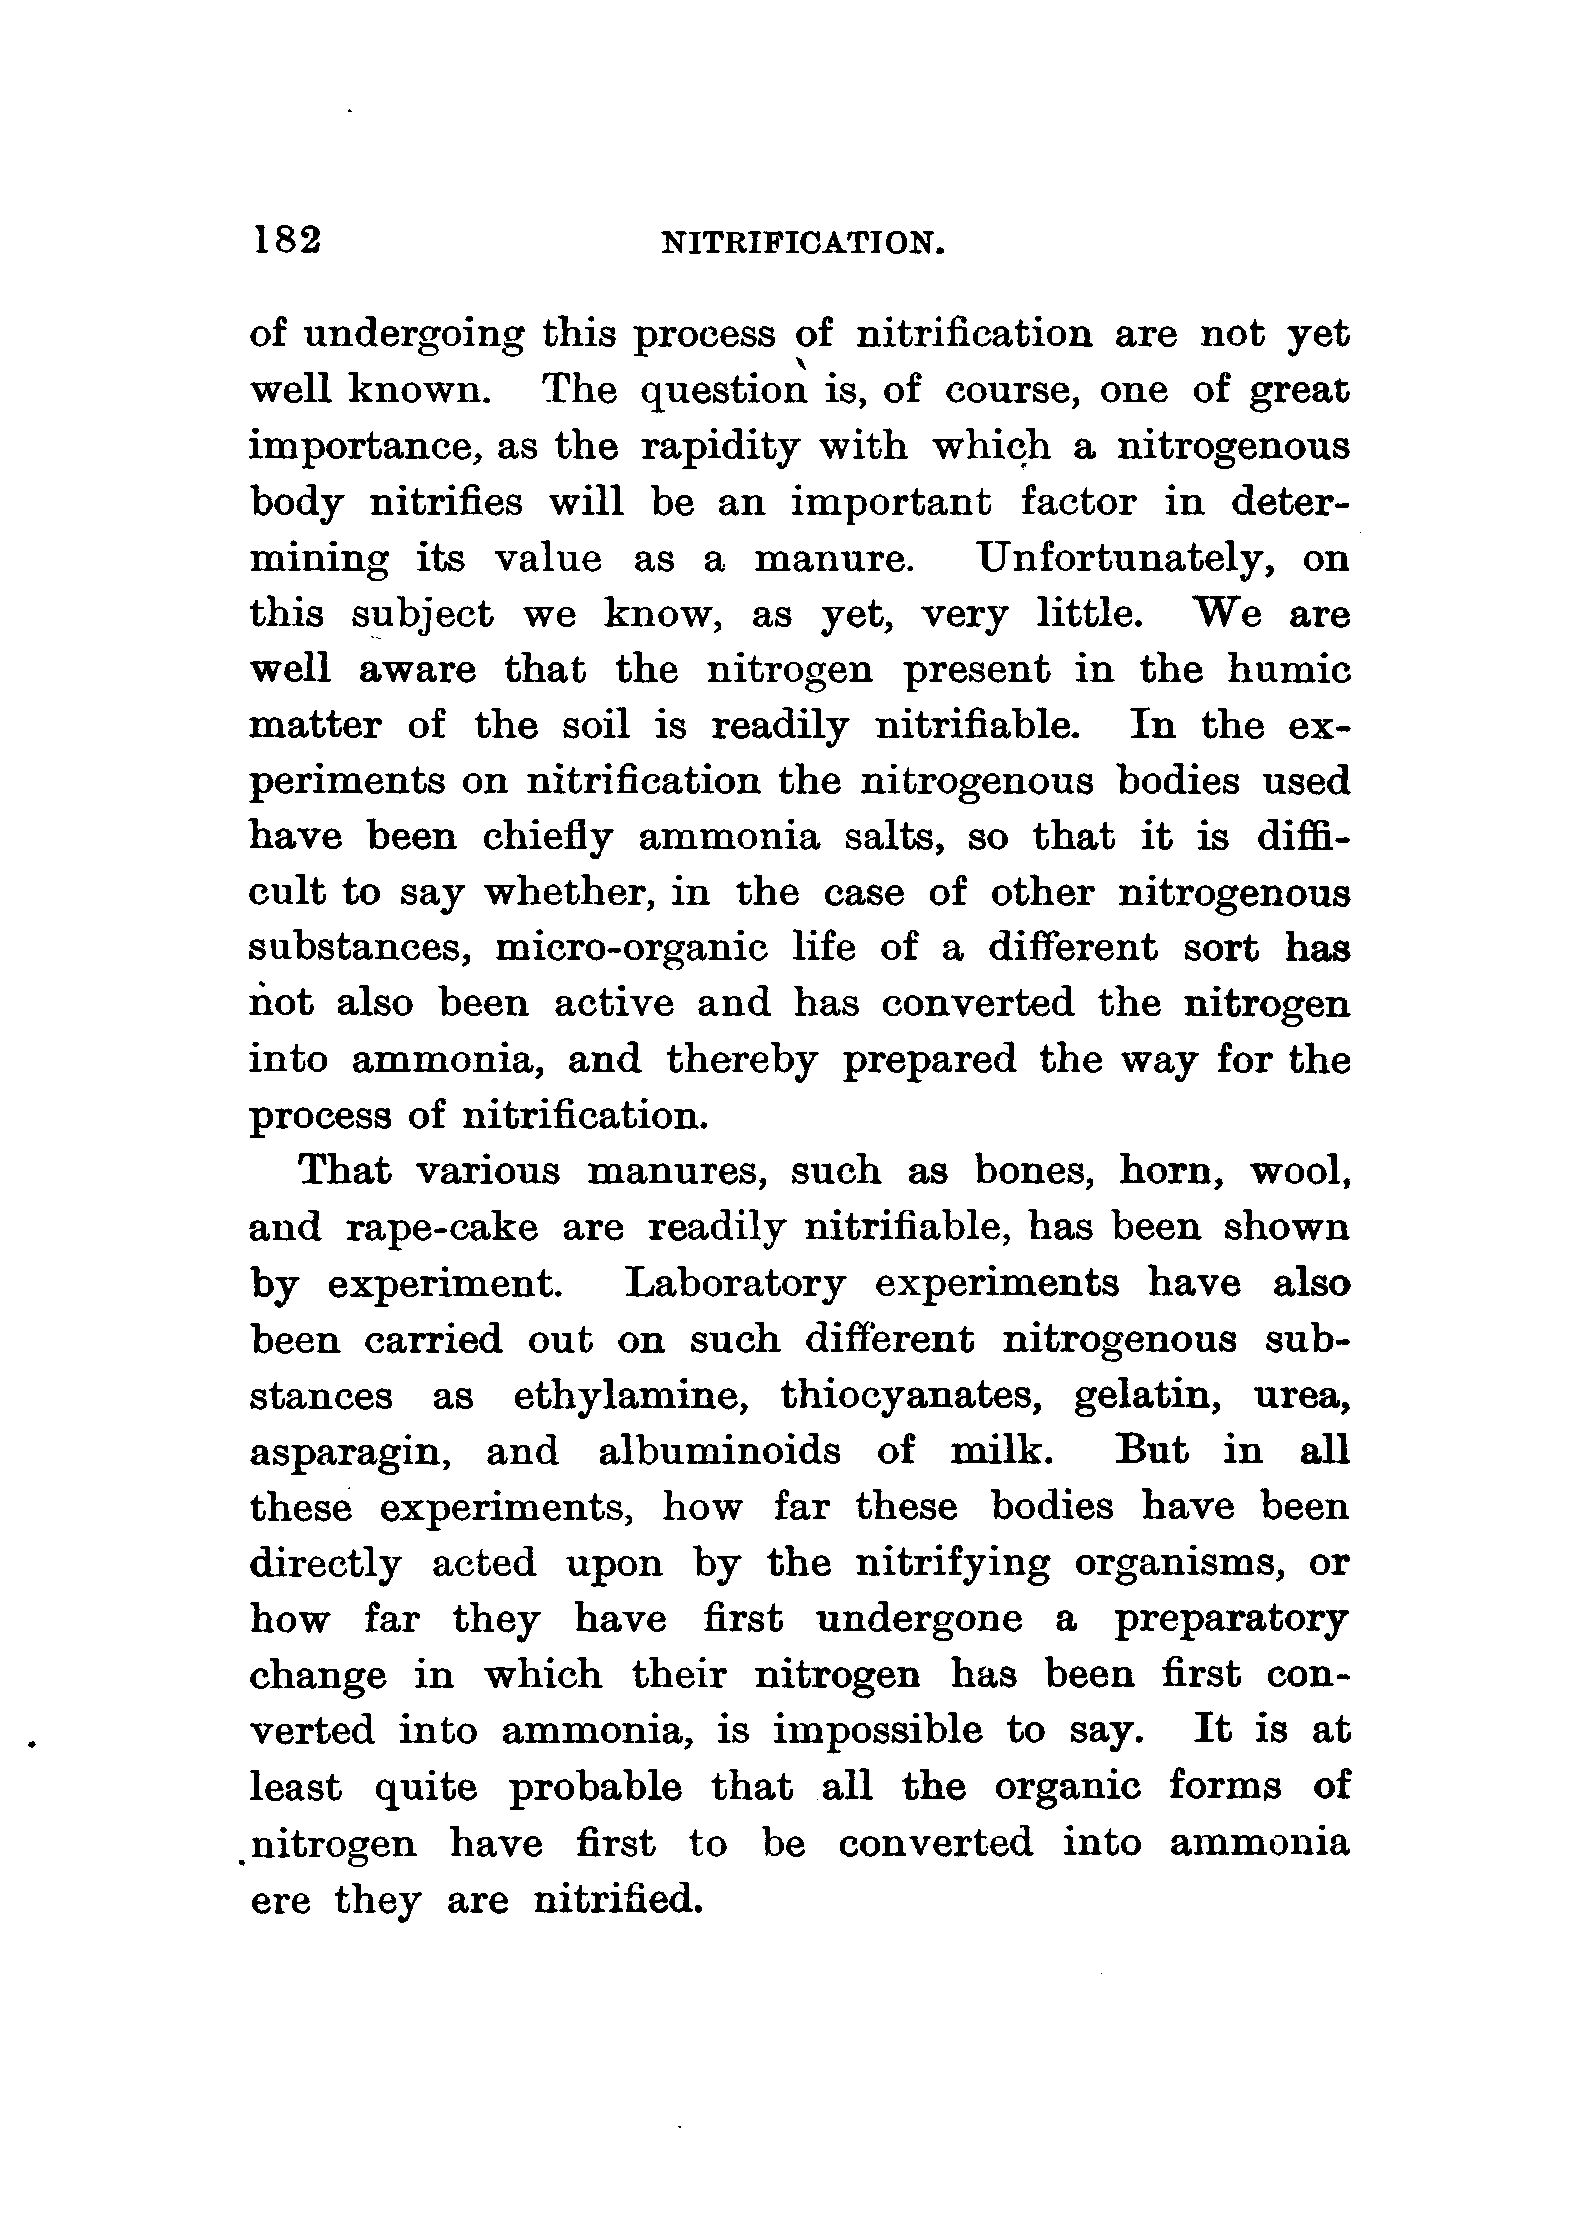 182 NITRIFICATION.
of undergoing this process of nitrification are not yet
well known. The question is, of course, one of great
importance, as the rapidity with which a nitrogenous
body nitrifies will be an important factor in deter-
mining its value as a manure. Unfortunately, on
this subject we know, as yet, very little. We are
well aware that the nitrogen present in the humic
matter of the soil is readily nitrifiable. In the ex-
periments on nitrification the nitrogenous bodies used
have been chiefly ammonia salts, so that it is diffi-
cult to say whether, in the case of other nitrogenous
substances, micro-organic life of a different sort has
not also been active and has converted the nitrogen
into ammonia, and thereby prepared the way for the
process of nitrification.
That various manures, such as bones, horn, wool,
and rape-cake are readily nitrifiable, has been shown
by experiment. Laboratory experiments have also
been carried out on such different nitrogenous sub-
stances as ethylamine, thiocyanates, gelatin, urea,
asparagin, and albuminoids of milk. But in all
these experiments, how far these bodies have been
directly acted upon by the nitrifying organisms, or
how far they have first undergone a preparatory
change in which their nitrogen has been first con-
verted into ammonia, is impossible to say. It is at
least quite probable that all the organic forms of
nitrogen have first to be converted into ammonia
ere they are nitrified.